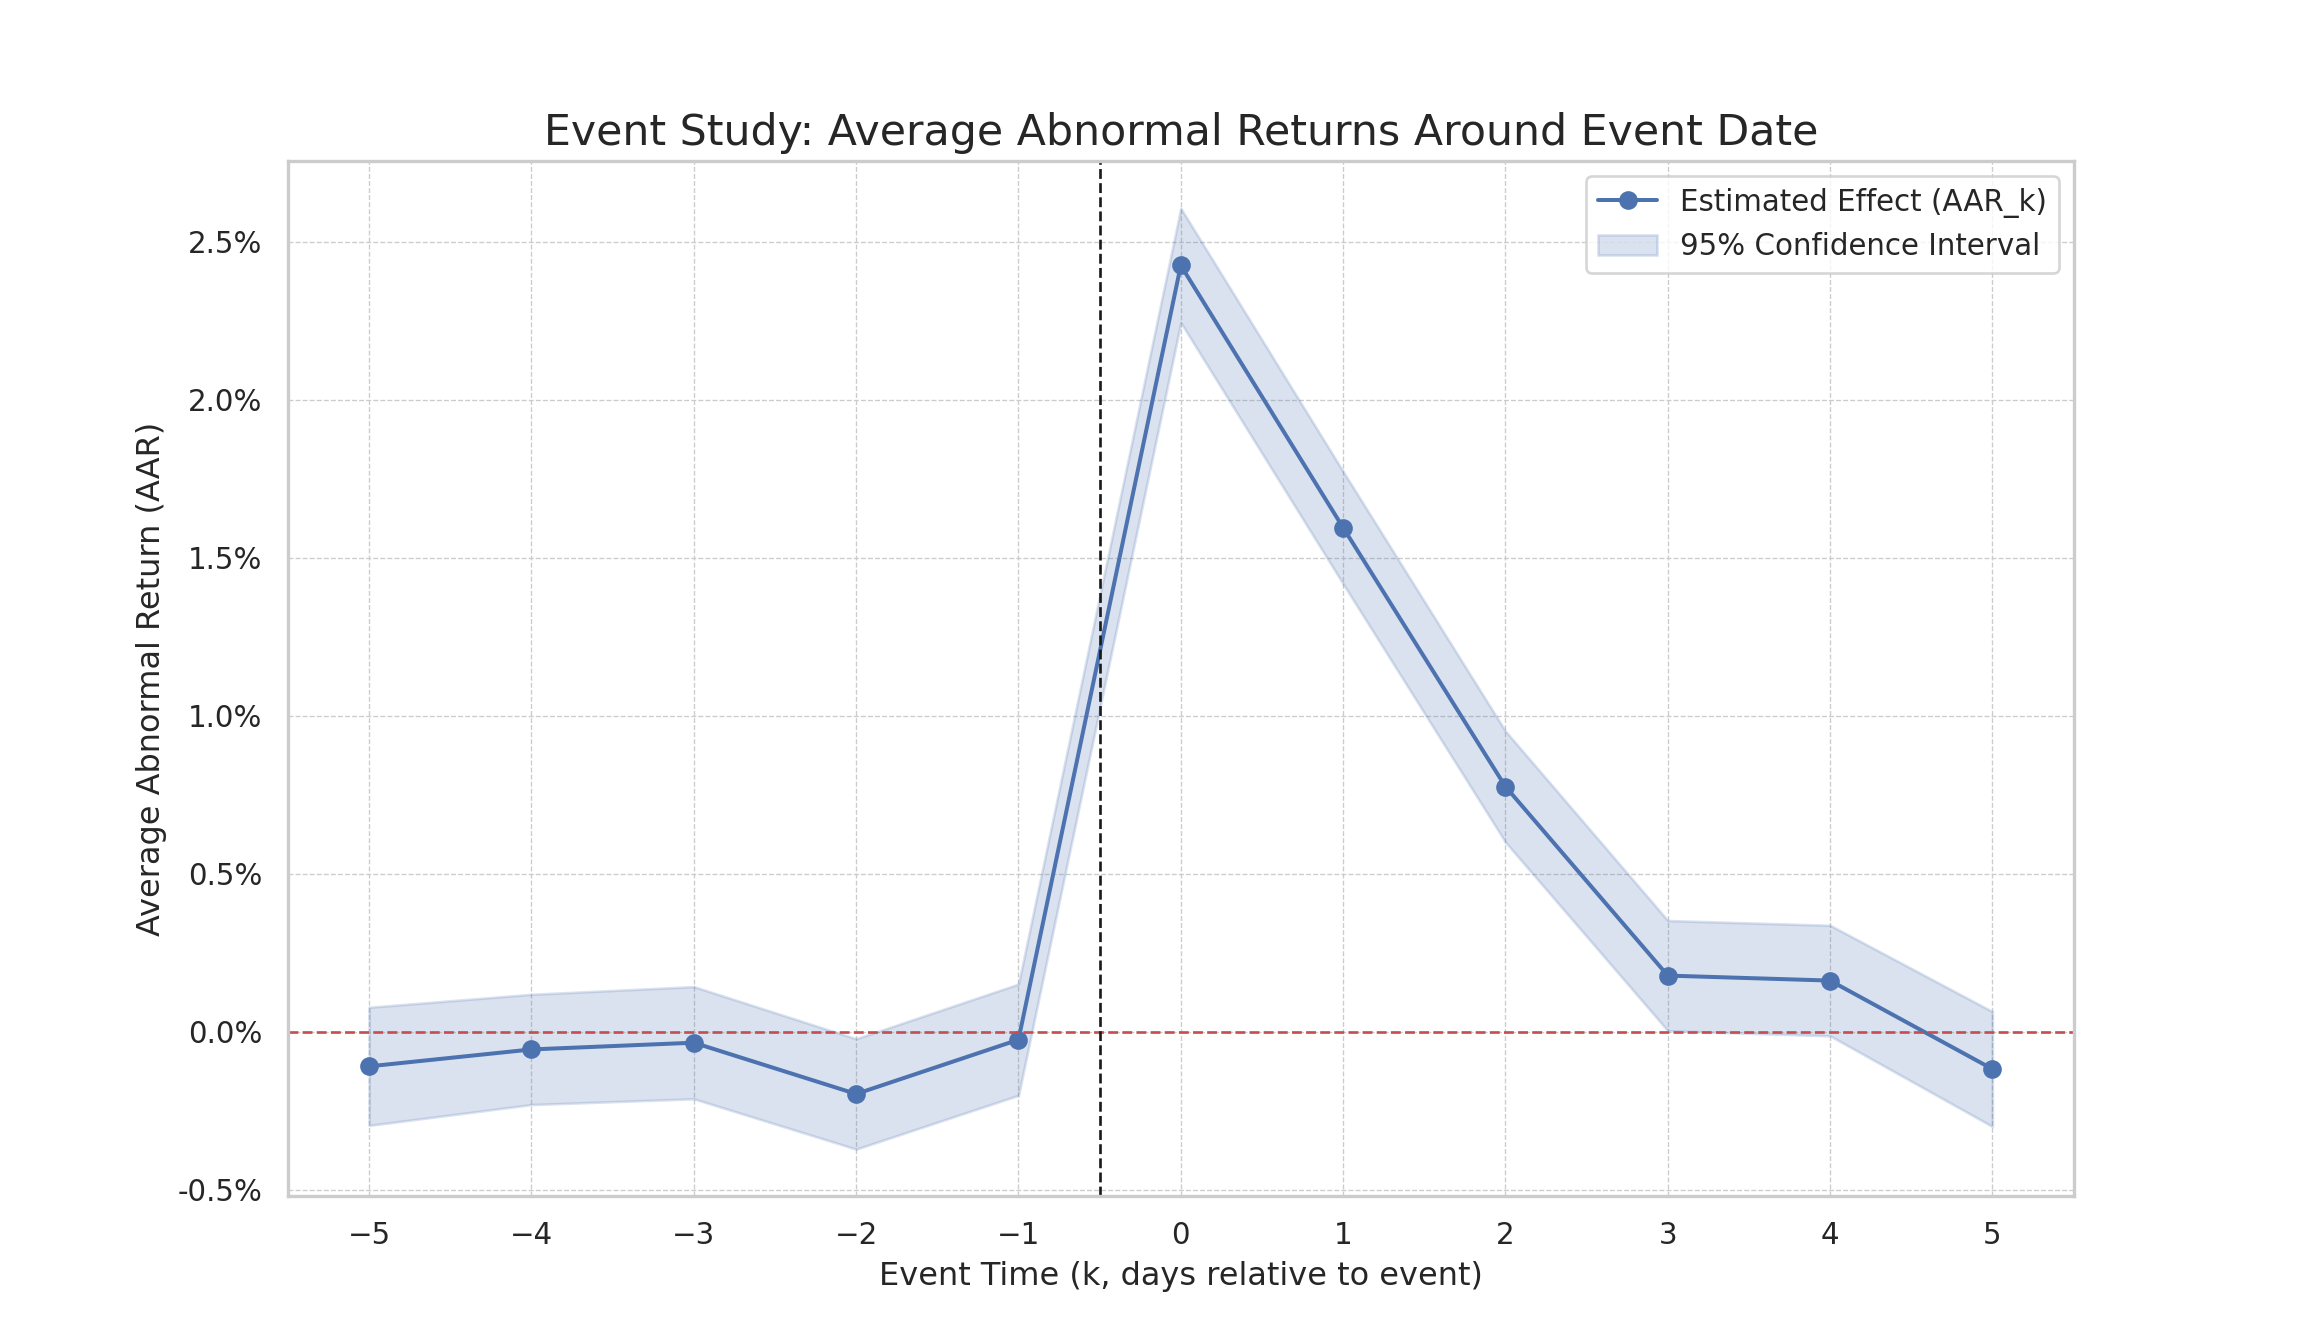 Event Study: Average Abnormal Returns Around Event Date
Estimated Effect (AAR_k)
95% Confidence Interval
Average Abnormal Return (AAR)
2.5%
2.0%
1.5%
1.0%
0.5%
0.0%
-0.5%
−5 −4 −3 −2 −1 0 1 2 3 4 5
Event Time (k, days relative to event)